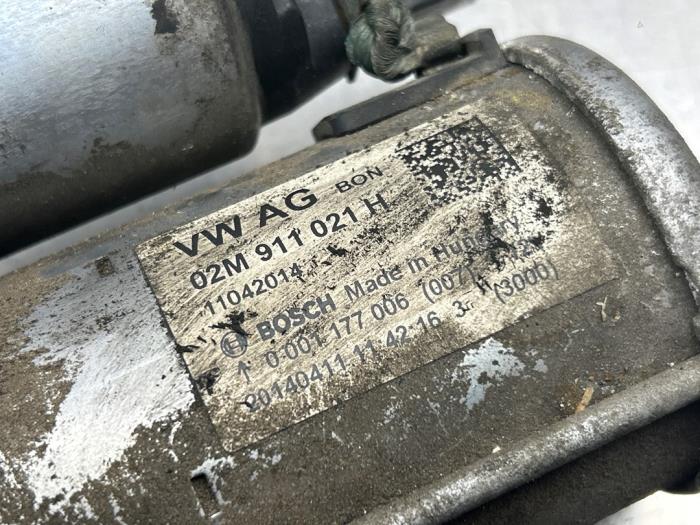 VW AG BON
02M 911 021 H
11042014
BOSCH Made in Hungary
↑ 0 001 177 006 (007)
20140411 11 42 16 (3000)